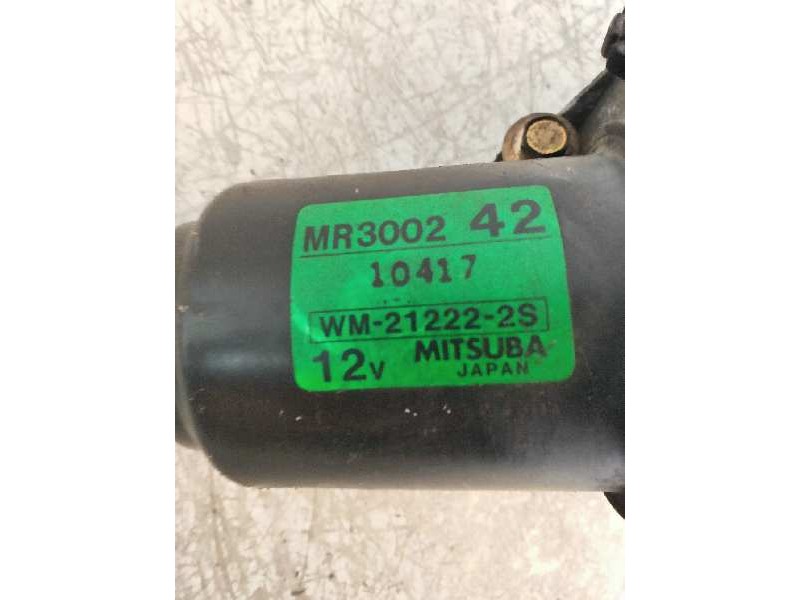 MR3002 42
10417
WM-21222-2S
12V MITSUBA
JAPAN